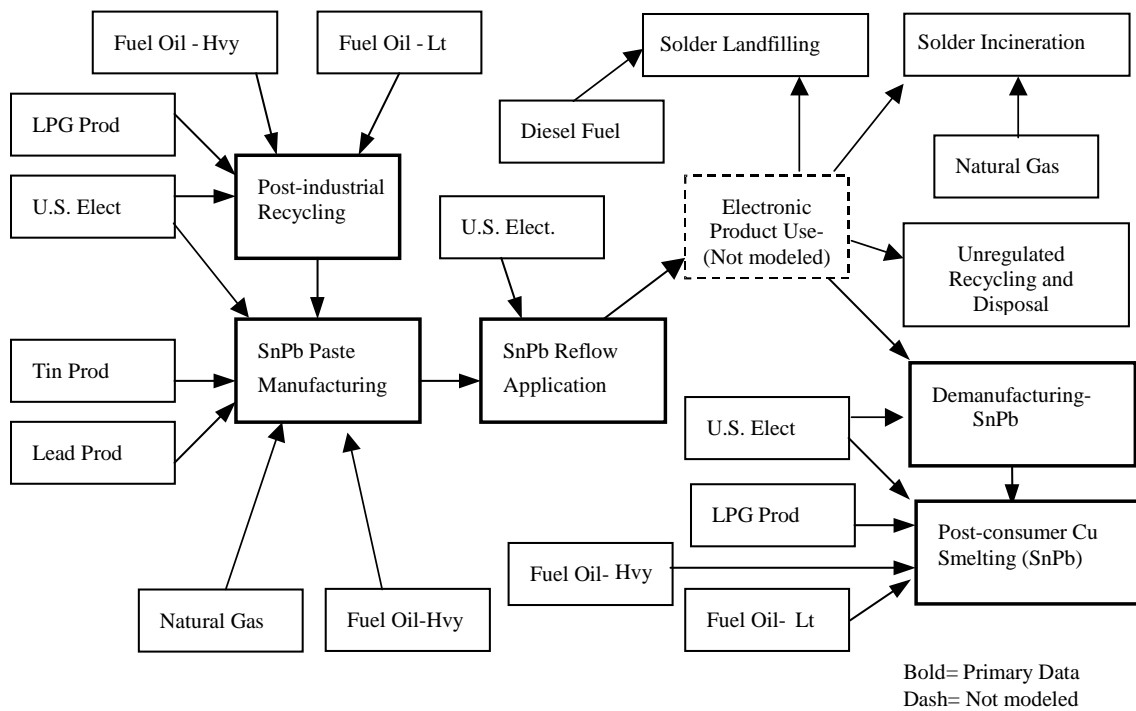 Fuel Oil - Hvy
Fuel Oil - Lt
Solder Landfilling
Solder Incineration
LPG Prod
Diesel Fuel
Natural Gas
U.S. Elect
Post-industrial
Recycling
U.S. Elect.
Electronic
Product Use-
(Not modeled)
Unregulated
Recycling and
Disposal
Tin Prod
SnPb Paste
Manufacturing
SnPb Reflow
Application
Demanufacturing-
SnPb
Lead Prod
U.S. Elect
LPG Prod
Post-consumer Cu
Smelting (SnPb)
Fuel Oil- Hvy
Natural Gas
Fuel Oil-Hvy
Fuel Oil- Lt
Bold= Primary Data
Dash= Not modeled